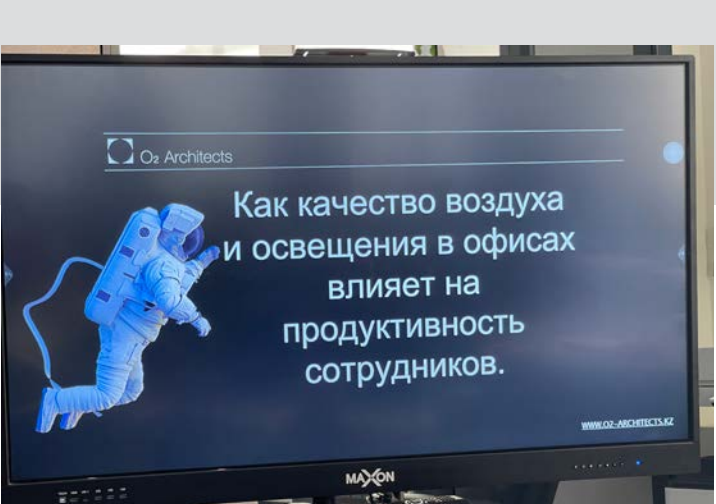 O₂ Architects
Как качество воздуха
и освещения в офисах
влияет на
продуктивность
сотрудников.
WWW.O2-ARCHITECTS.KZ
MAXON